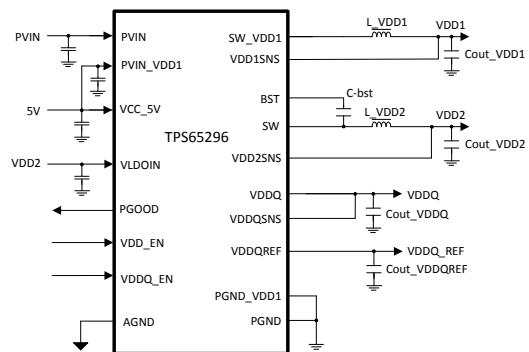 PVIN
PVIN
PVIN_VDD1
5V
VCC_5V
TPS65296
VDD2
VLDOIN
PGOOD
VDD_EN
VDDQ_EN
AGND
SW_VDD1
L_VDD1
VDD1
VDD1SNS
Cout_VDD1
BST
C-bst
SW
L_VDD2
VDD2
VDD2SNS
Cout_VDD2
VDDQ
VDDQ
VDDQSNS
Cout_VDDQ
VDDQREF
VDDQ_REF
Cout_VDDQREF
PGND_VDD1
PGND